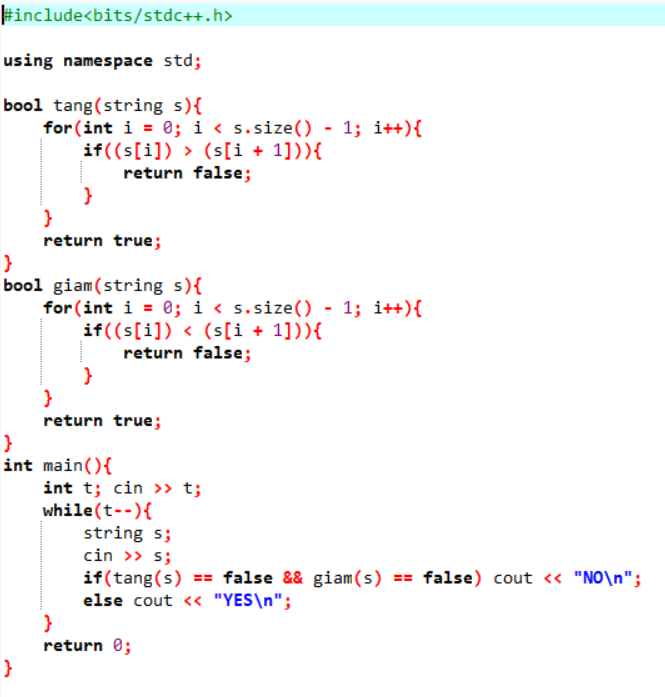 #include<bits/stdc++.h>
using namespace std;
bool tang(string s){
    for(int i = 0; i < s.size() - 1; i++){
        if((s[i]) > (s[i + 1])){
            return false;
        }
    }
    return true;
}
bool giam(string s){
    for(int i = 0; i < s.size() - 1; i++){
        if((s[i]) < (s[i + 1])){
            return false;
        }
    }
    return true;
}
int main(){
    int t; cin >> t;
    while(t--){
        string s;
        cin >> s;
        if(tang(s) == false && giam(s) == false) cout << "NO\n";
        else cout << "YES\n";
    }
    return 0;
}